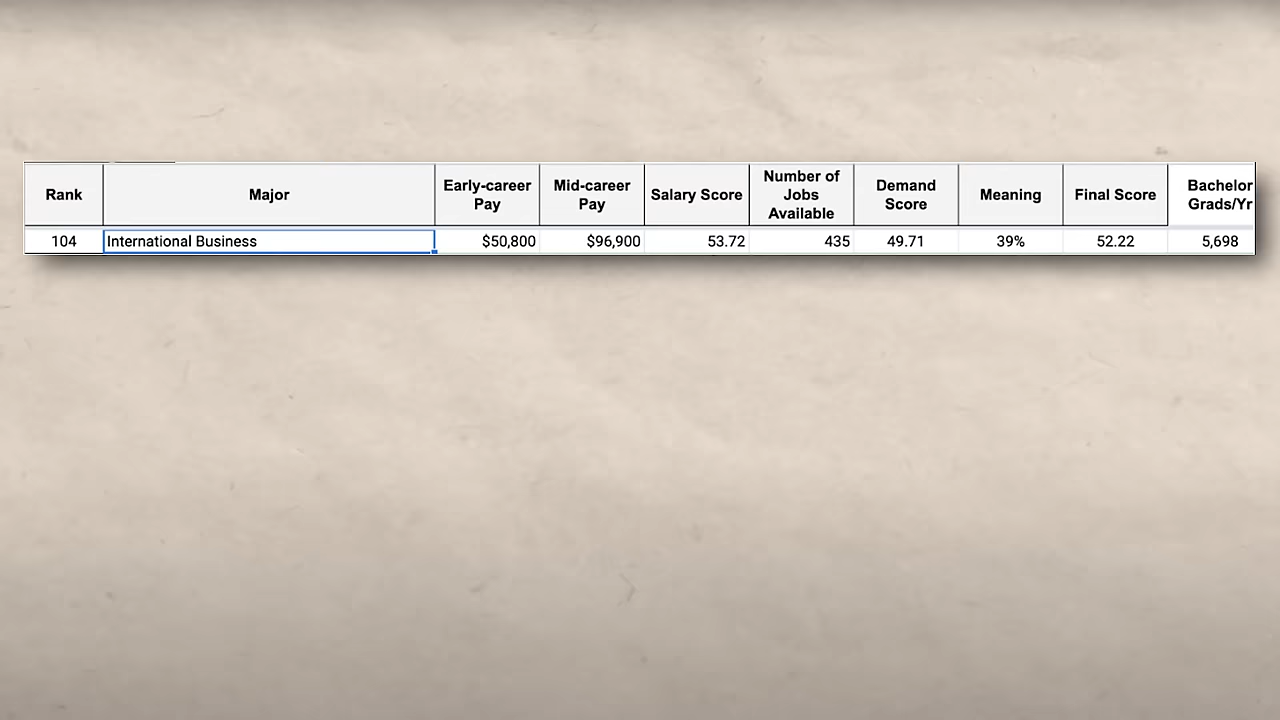 Rank Major Early-career Pay Mid-career Pay Salary Score Number of Jobs Available Demand Score Meaning Final Score Bachelor Grads/Yr
104 International Business $50,800 $96,900 53.72 435 49.71 39% 52.22 5,698